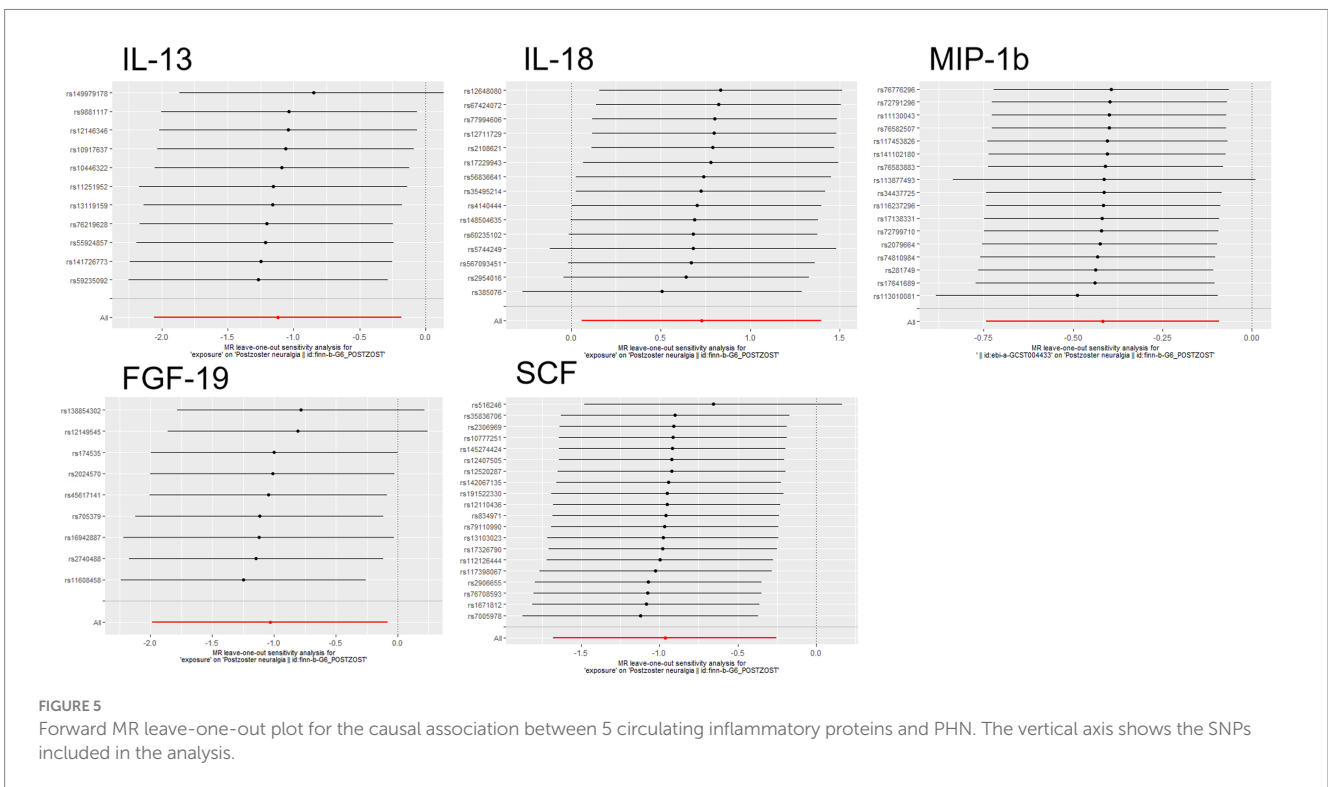 IL-13
rs149979178
rs9881117
rs12146346
rs10917637
rs10446322
rs11251952
rs13119159
rs76219628
rs55924857
rs141726773
rs59235092
All
-2.0 -1.5 -1.0 -0.5 0.0
MR leave-one-out sensitivity analysis for
'exposure' on 'Postzoster neuralgia || id:finn-b-G6_POSTZOST'
IL-18
rs12648080
rs67424072
rs77994606
rs12711729
rs2108621
rs17229943
rs56836641
rs35495214
rs4140444
rs148504635
rs60235102
rs5744249
rs567093451
rs2954016
rs385076
All
0.0 0.5 1.0 1.5
MR leave-one-out sensitivity analysis for
'exposure' on 'Postzoster neuralgia || id:finn-b-G6_POSTZOST'
MIP-1b
rs76776296
rs72791296
rs11130043
rs76582507
rs117453826
rs141102180
rs76583883
rs113877493
rs34437725
rs116237296
rs17138331
rs72799710
rs2079664
rs74810984
rs281749
rs17641689
rs113010081
All
-0.75 -0.50 -0.25 0.00
MR leave-one-out sensitivity analysis for
' || id:ebi-a-GCST004433' on 'Postzoster neuralgia || id:finn-b-G6_POSTZOST'
FGF-19
rs138854302
rs12149545
rs174535
rs2024570
rs45617141
rs705379
rs16942887
rs2740488
rs11608458
All
-2.0 -1.5 -1.0 -0.5 0.0
MR leave-one-out sensitivity analysis for
'exposure' on 'Postzoster neuralgia || id:finn-b-G6_POSTZOST'
SCF
rs516246
rs35836706
rs2306969
rs10777251
rs145274424
rs12407505
rs12520287
rs142067135
rs191522330
rs12110436
rs834971
rs79110990
rs13103023
rs17326790
rs112126444
rs117398067
rs2906655
rs76708593
rs1671812
rs7005978
All
-1.5 -1.0 -0.5 0.0
MR leave-one-out sensitivity analysis for
'exposure' on 'Postzoster neuralgia || id:finn-b-G6_POSTZOST'
FIGURE 5
Forward MR leave-one-out plot for the causal association between 5 circulating inflammatory proteins and PHN. The vertical axis shows the SNPs
included in the analysis.